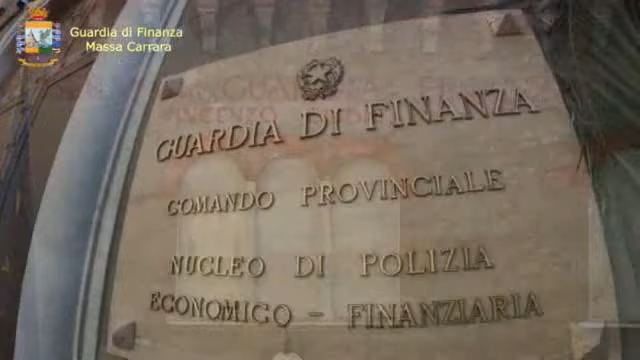 Guardia di Finanza
Massa Carrara
GUARDIA DI FINANZA
COMANDO PROVINCIALE
NUCLEO DI POLIZIA
ECONOMICO - FINANZIARIA